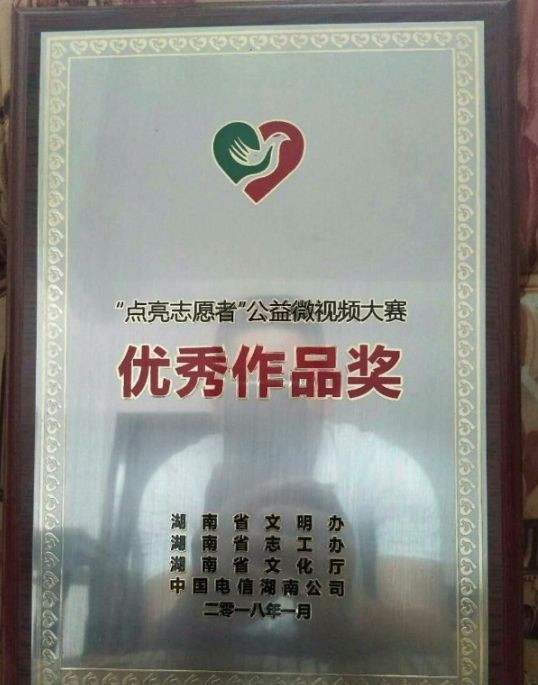 “点亮志愿者”公益微视频大赛
优秀作品奖
湖南省文明办
湖南省志工办
湖南省文化厅
中国电信湖南公司
二零一八年一月